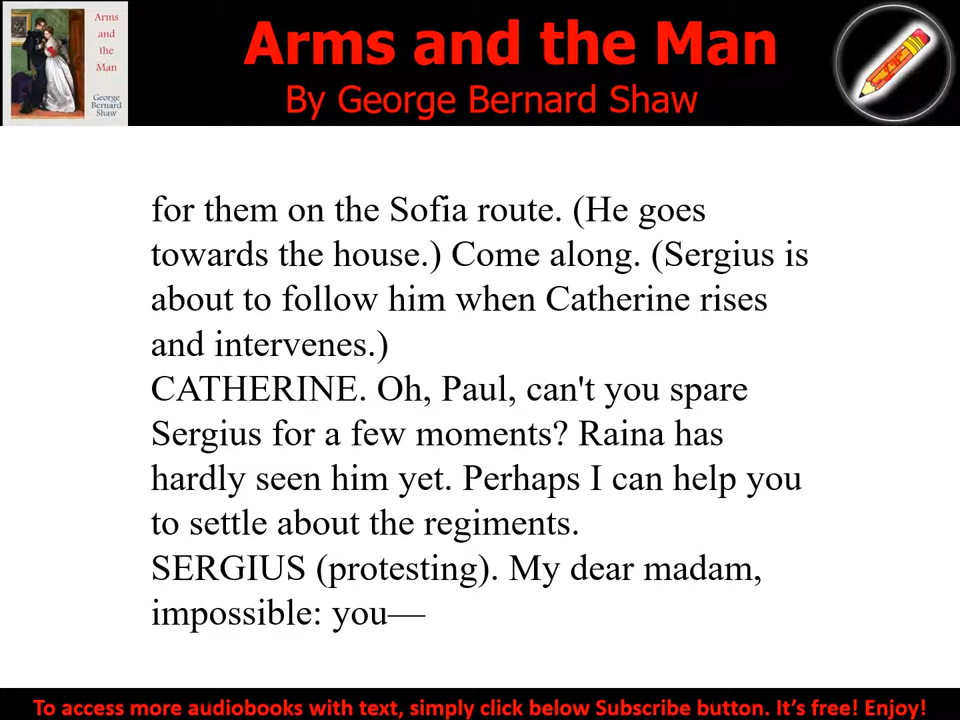 Arms
and
the
Man
George
Bernard
Shaw
Arms and the Man
By George Bernard Shaw
for them on the Sofia route. (He goes
towards the house.) Come along. (Sergius is
about to follow him when Catherine rises
and intervenes.)
CATHERINE. Oh, Paul, can't you spare
Sergius for a few moments? Raina has
hardly seen him yet. Perhaps I can help you
to settle about the regiments.
SERGIUS (protesting). My dear madam,
impossible: you—
To access more audiobooks with text, simply click below Subscribe button. It’s free! Enjoy!